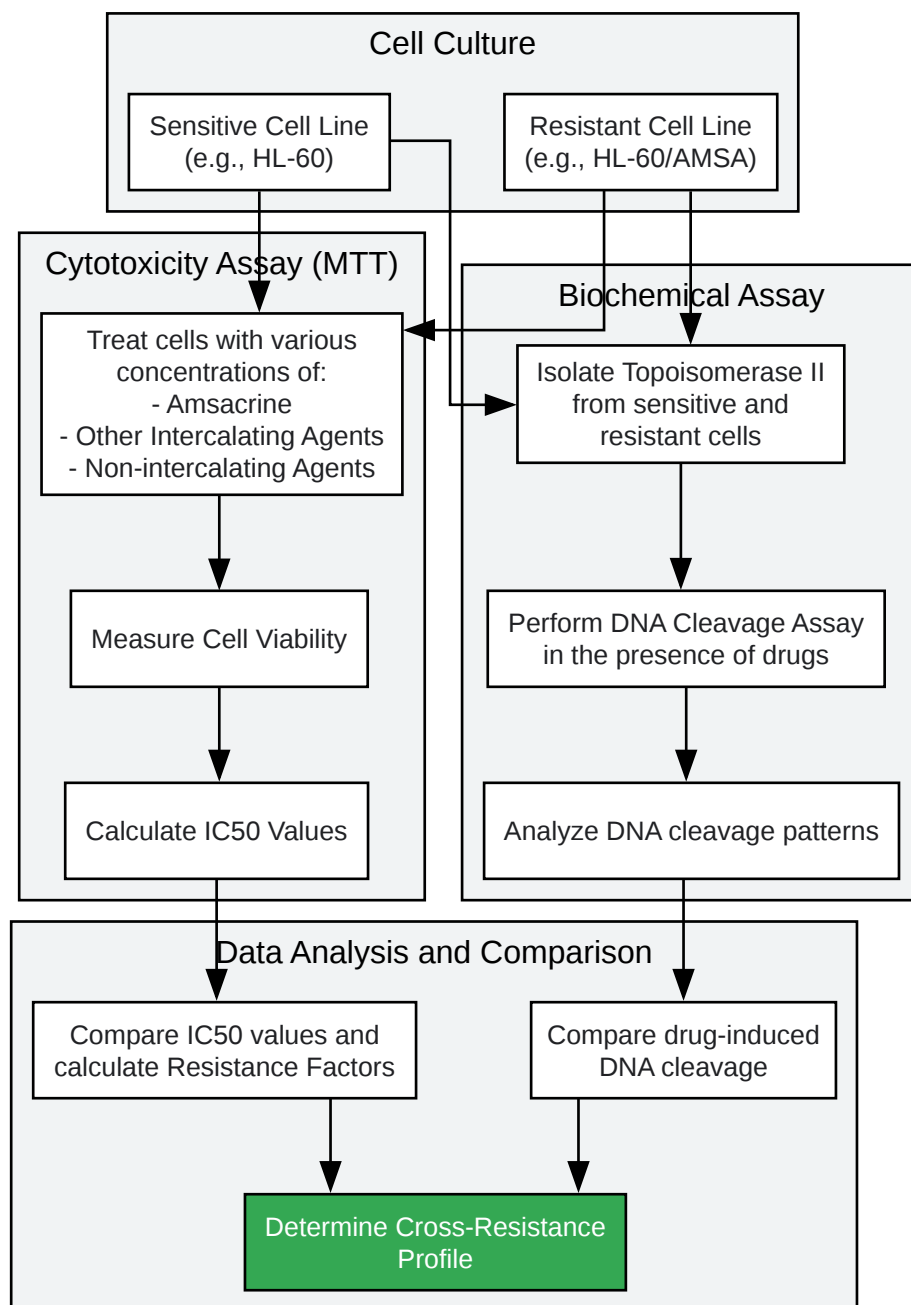 Cell Culture
Sensitive Cell Line
(e.g., HL-60)
Resistant Cell Line
(e.g., HL-60/AMSA)
Cytotoxicity Assay (MTT)
Treat cells with various
concentrations of:
- Amsacrine
- Other Intercalating Agents
- Non-intercalating Agents
Measure Cell Viability
Calculate IC50 Values
Biochemical Assay
Isolate Topoisomerase II
from sensitive and
resistant cells
Perform DNA Cleavage Assay
in the presence of drugs
Analyze DNA cleavage patterns
Data Analysis and Comparison
Compare IC50 values and
calculate Resistance Factors
Compare drug-induced
DNA cleavage
Determine Cross-Resistance
Profile